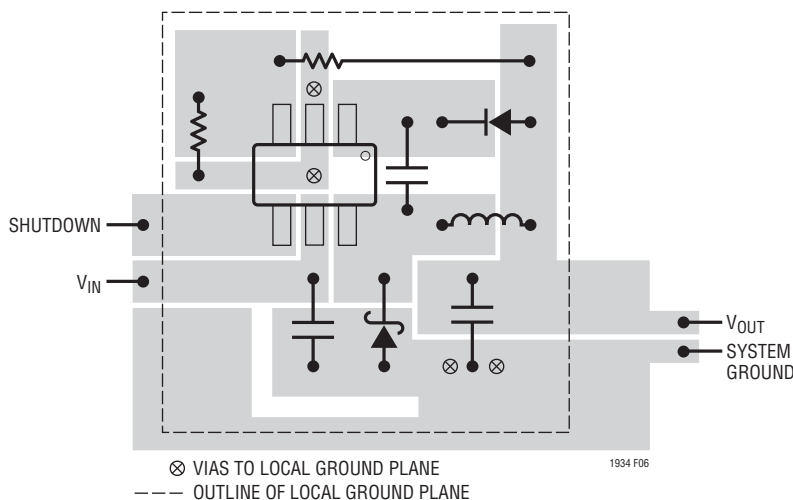 SHUTDOWN
VIN
VOUT
SYSTEM
GROUND
1934 F06
⊗ VIAS TO LOCAL GROUND PLANE
--- OUTLINE OF LOCAL GROUND PLANE